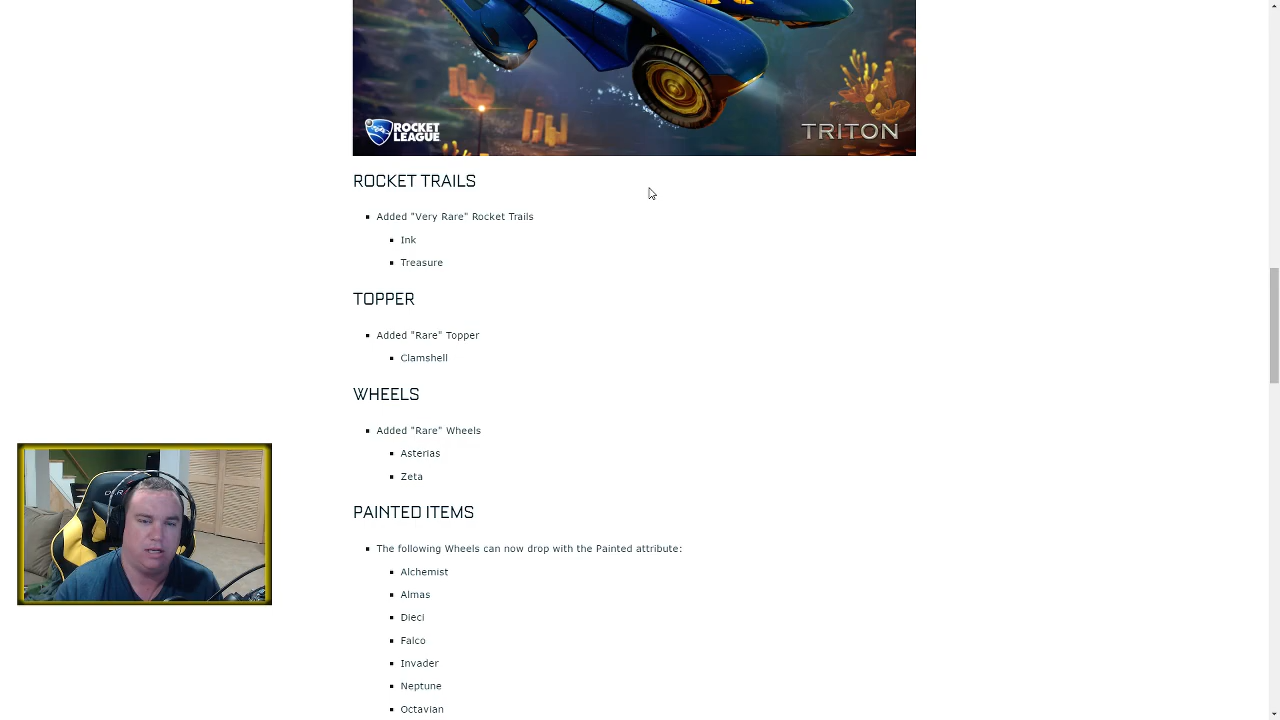 ROCKET
LEAGUE
TRITON
ROCKET TRAILS
Added "Very Rare" Rocket Trails
Ink
Treasure
TOPPER
Added "Rare" Topper
Clamshell
WHEELS
Added "Rare" Wheels
Asterias
Zeta
PAINTED ITEMS
The following Wheels can now drop with the Painted attribute:
Alchemist
Almas
Dieci
Falco
Invader
Neptune
Octavian